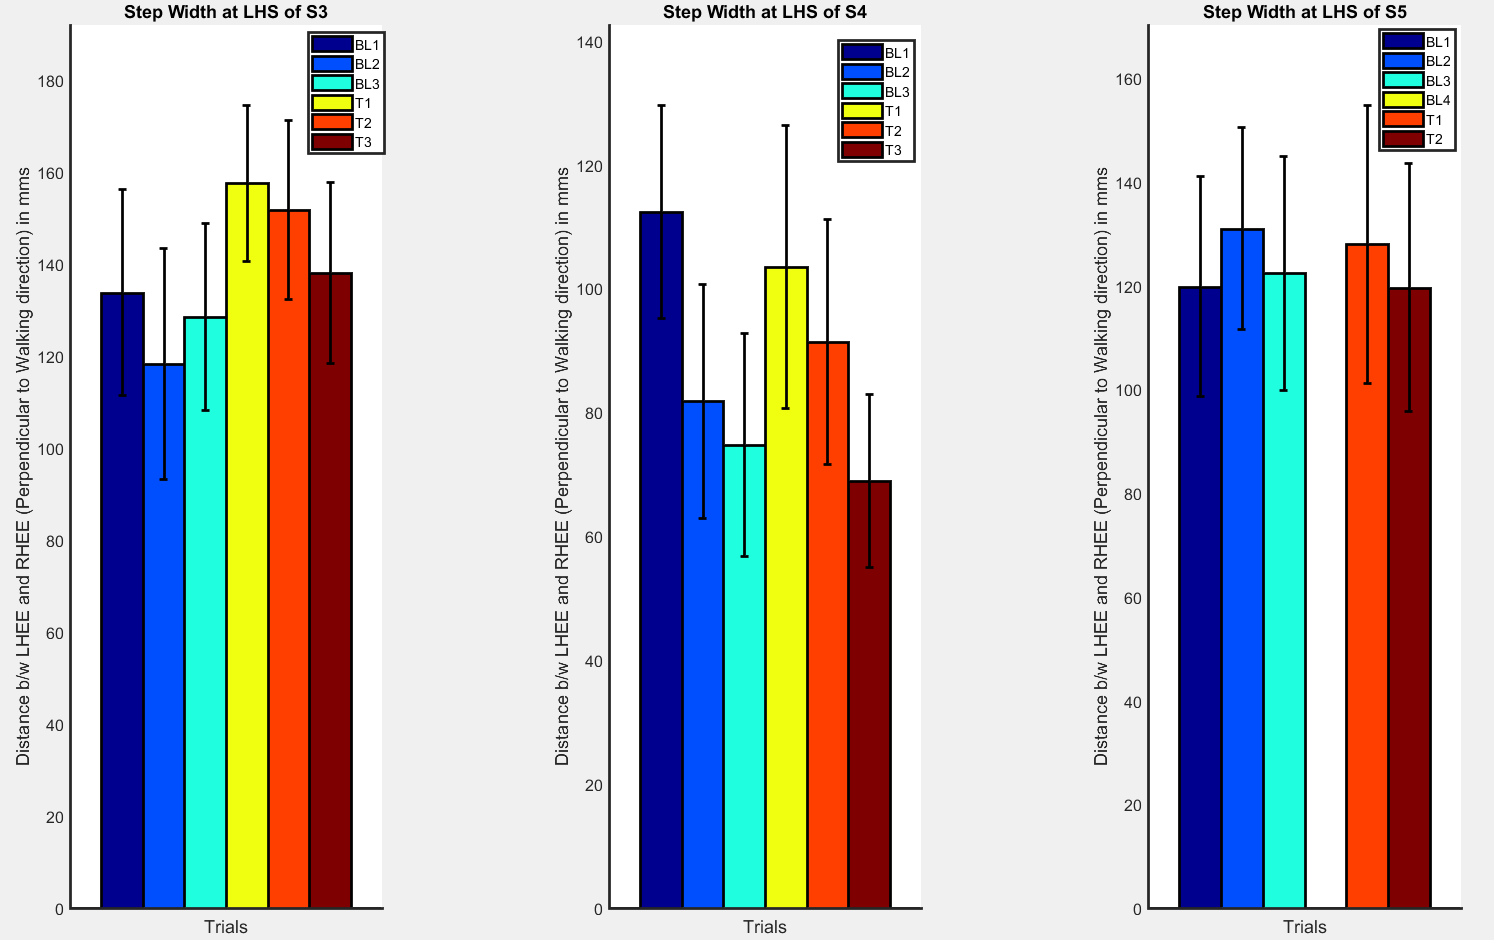 Step Width at LHS of S3
Distance b/w LHEE and RHEE (Perpendicular to Walking direction) in mms
180
160
140
120
100
80
60
40
20
0
BL1
BL2
BL3
T1
T2
T3
Trials
Step Width at LHS of S4
Distance b/w LHEE and RHEE (Perpendicular to Walking direction) in mms
140
120
100
80
60
40
20
0
BL1
BL2
BL3
T1
T2
T3
Trials
Step Width at LHS of S5
Distance b/w LHEE and RHEE (Perpendicular to Walking direction) in mms
160
140
120
100
80
60
40
20
0
BL1
BL2
BL3
BL4
T1
T2
Trials